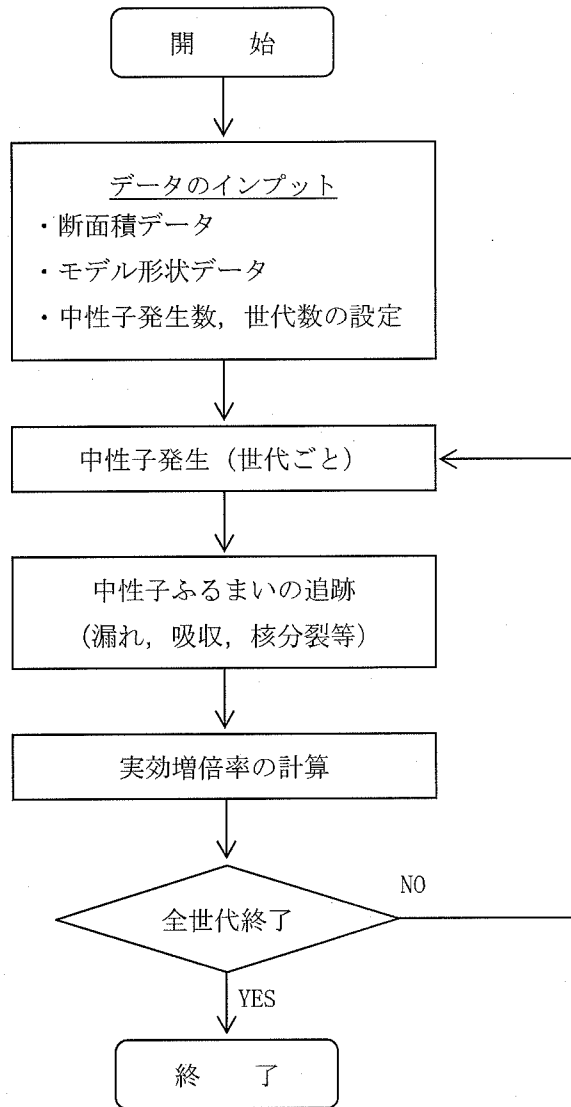 開　始
データのインプット
・断面積データ
・モデル形状データ
・中性子発生数，世代数の設定
中性子発生（世代ごと）
中性子ふるまいの追跡
(漏れ，吸収，核分裂等)
実効増倍率の計算
全世代終了
NO
YES
終　了